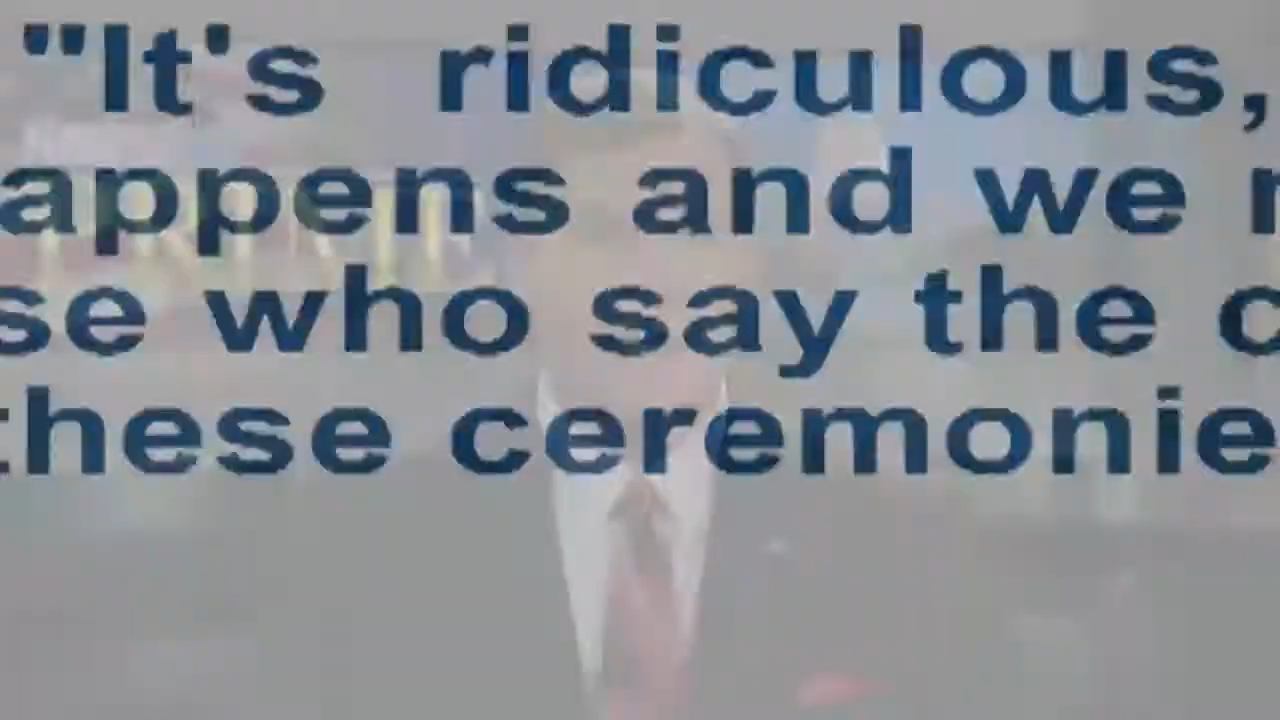 "It's ridiculous,
appens and we
se who say the
these ceremonie